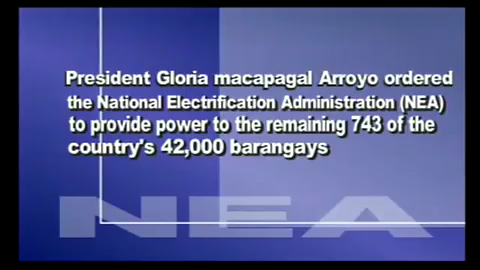 President Gloria macapagal Arroyo ordered
the National Electrification Administration (NEA)
to provide power to the remaining 743 of the
country's 42,000 barangays
NEA